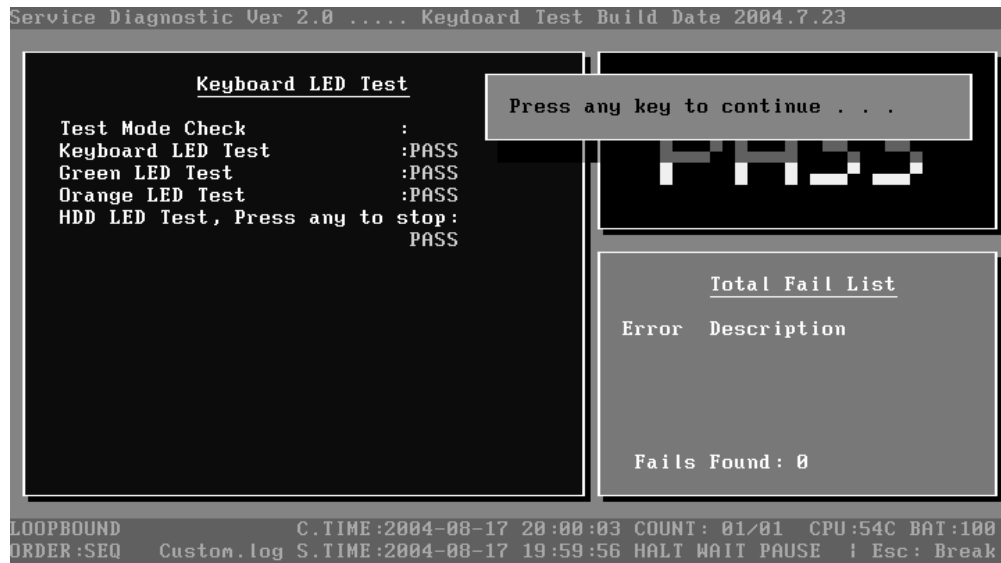 Service Diagnostic Ver 2.0 ..... Keydoard Test Build Date 2004.7.23
Keyboard LED Test
Test Mode Check :
Keyboard LED Test :PASS
Green LED Test :PASS
Orange LED Test :PASS
HDD LED Test, Press any to stop:
PASS
Press any key to continue . . .
PASS
Total Fail List
Error Description
Fails Found: 0
LOOPBOUND C.TIME:2004-08-17 20:00:03 COUNT: 01/01 CPU:54C BAT:100
ORDER:SEQ Custom.log S.TIME:2004-08-17 19:59:56 HALT WAIT PAUSE ¦ Esc: Break